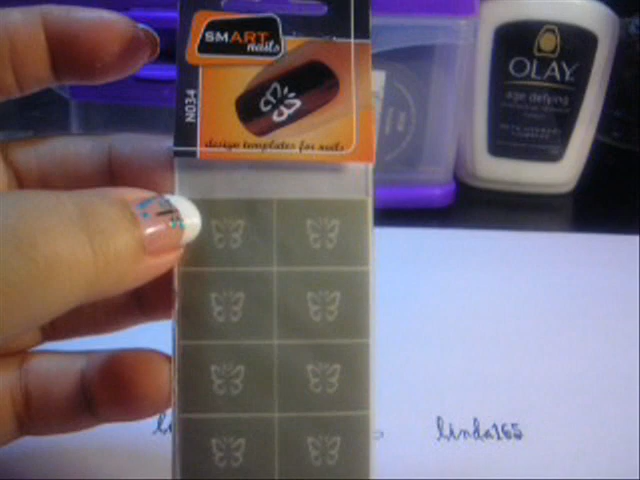 SMART
nails
N034
design templates for nails
OLAY
age defying
linda165